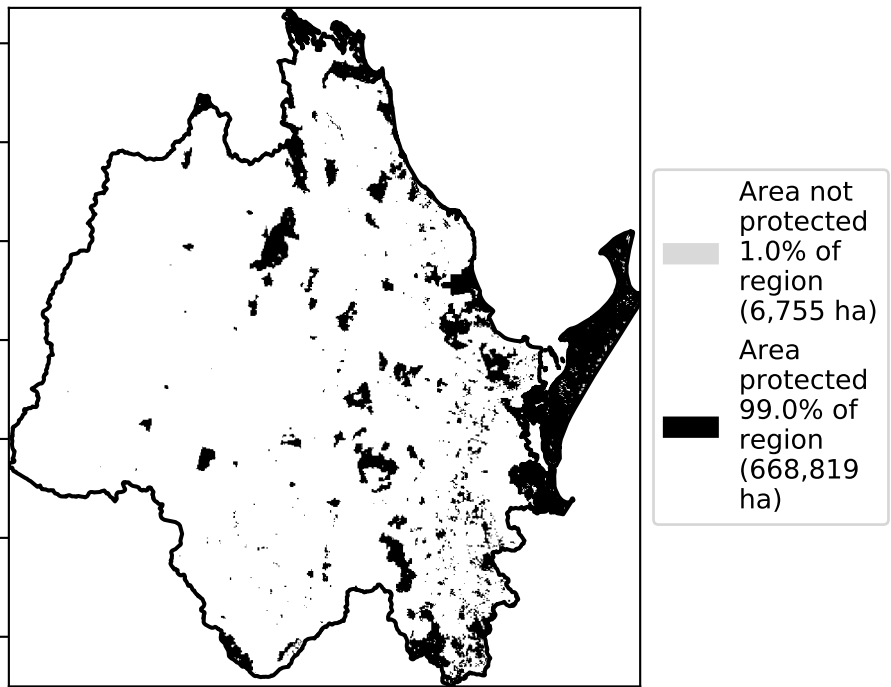 Area not
protected
1.0% of
region
(6,755 ha)
Area
protected
99.0% of
region
(668,819
ha)